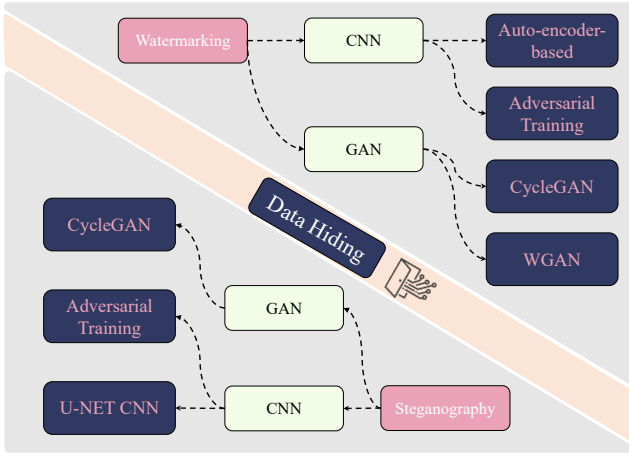 Watermarking
CNN
Auto-encoder-
based
Adversarial
Training
GAN
CycleGAN
WGAN
Data Hiding
CycleGAN
GAN
Adversarial
Training
U-NET CNN
CNN
Steganography